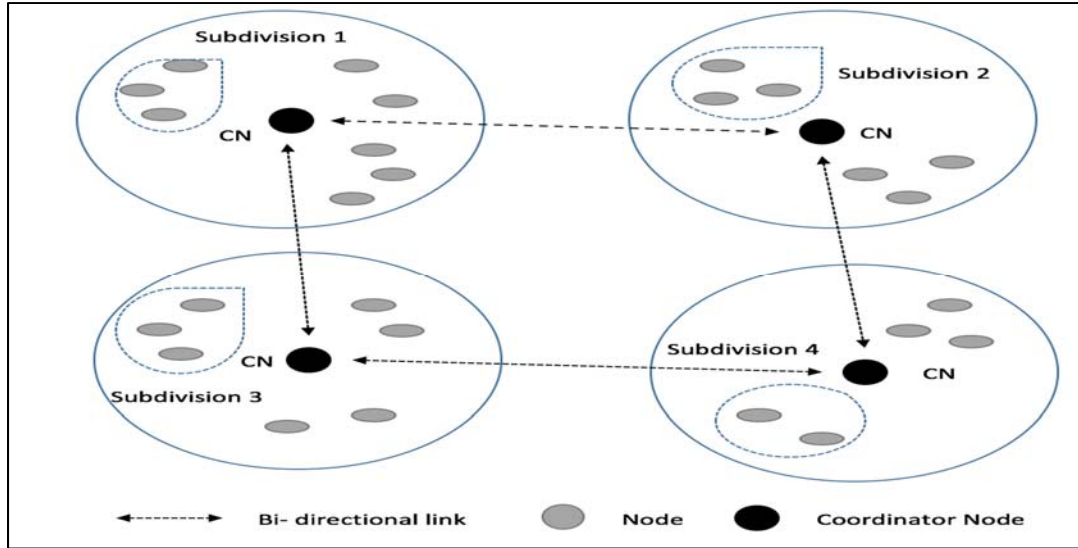 Subdivision 1
Subdivision 2
CN
CN
Subdivision 4
CN
CN
Subdivision 3
Bi- directional link
Node
Coordinator Node